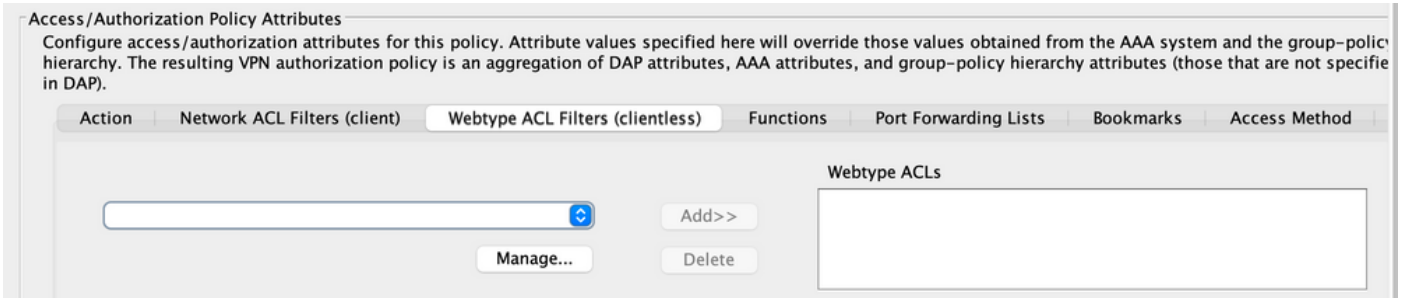 Access/Authorization Policy Attributes
Configure access/authorization attributes for this policy. Attribute values specified here will override those values obtained from the AAA system and the group-policy
hierarchy. The resulting VPN authorization policy is an aggregation of DAP attributes, AAA attributes, and group-policy hierarchy attributes (those that are not specifie
in DAP).
Action Network ACL Filters (client) Webtype ACL Filters (clientless) Functions Port Forwarding Lists Bookmarks Access Method
Webtype ACLs
Add>>
Manage... Delete